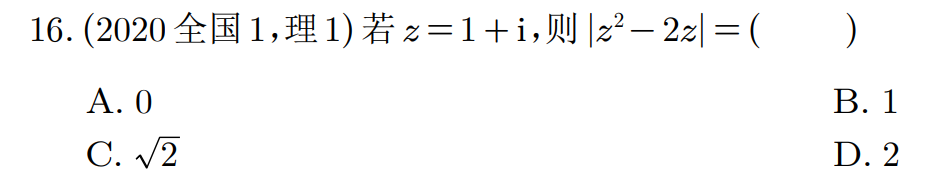 16. (2020 全国 1,理 1) 若 z=1+i,则 |z²−2z|=(  )
A. 0 B. 1
C. √2 D. 2